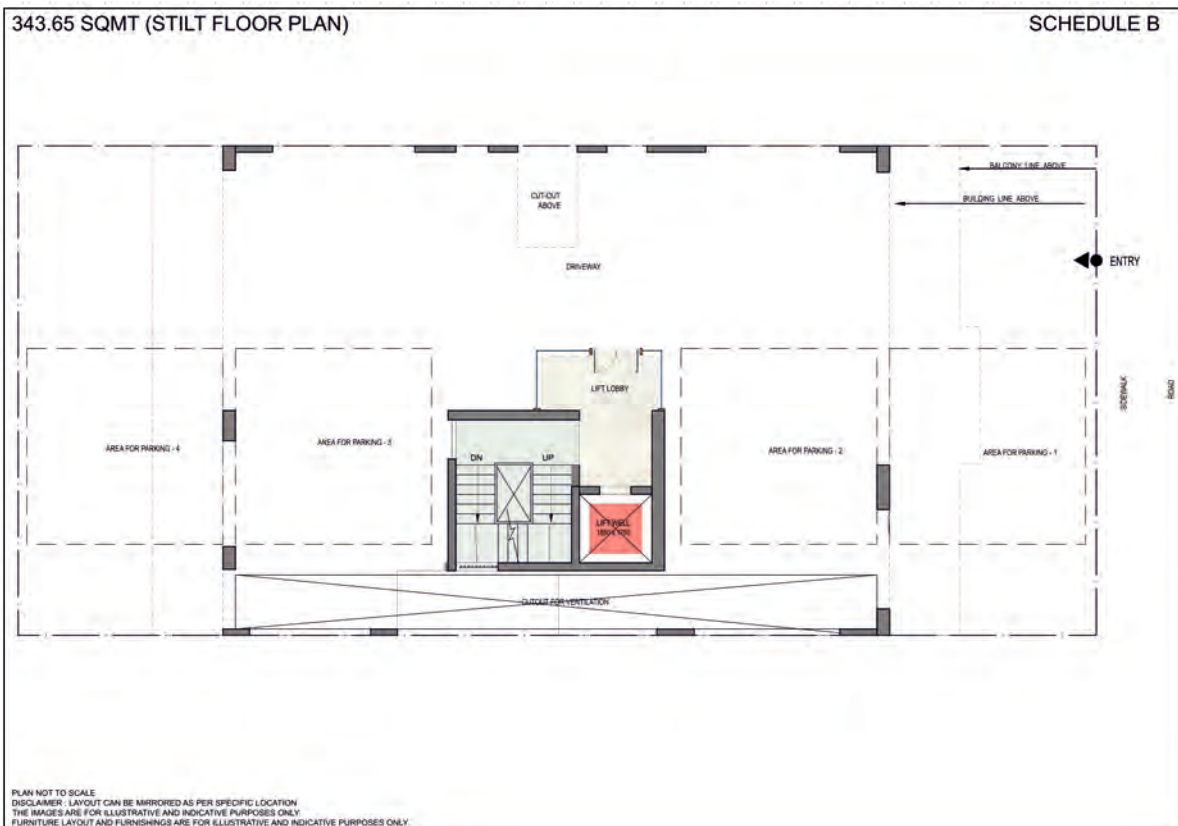 343.65 SQMT (STILT FLOOR PLAN)
SCHEDULE B
BALCONY LINE ABOVE
BUILDING LINE ABOVE
CUT-OUT
ABOVE
ENTRY
DRIVEWAY
SIDEWALK
ROAD
LIFT LOBBY
AREA FOR PARKING - 4
AREA FOR PARKING - 3
AREA FOR PARKING - 2
AREA FOR PARKING - 1
DN
UP
LIFT WELL
CUTOUT FOR VENTILATION
PLAN NOT TO SCALE
DISCLAIMER : LAYOUT CAN BE MIRRORED AS PER SPECIFIC LOCATION
THE IMAGES ARE FOR ILLUSTRATIVE AND INDICATIVE PURPOSES ONLY
FURNITURE LAYOUT AND FURNISHINGS ARE FOR ILLUSTRATIVE AND INDICATIVE PURPOSES ONLY.